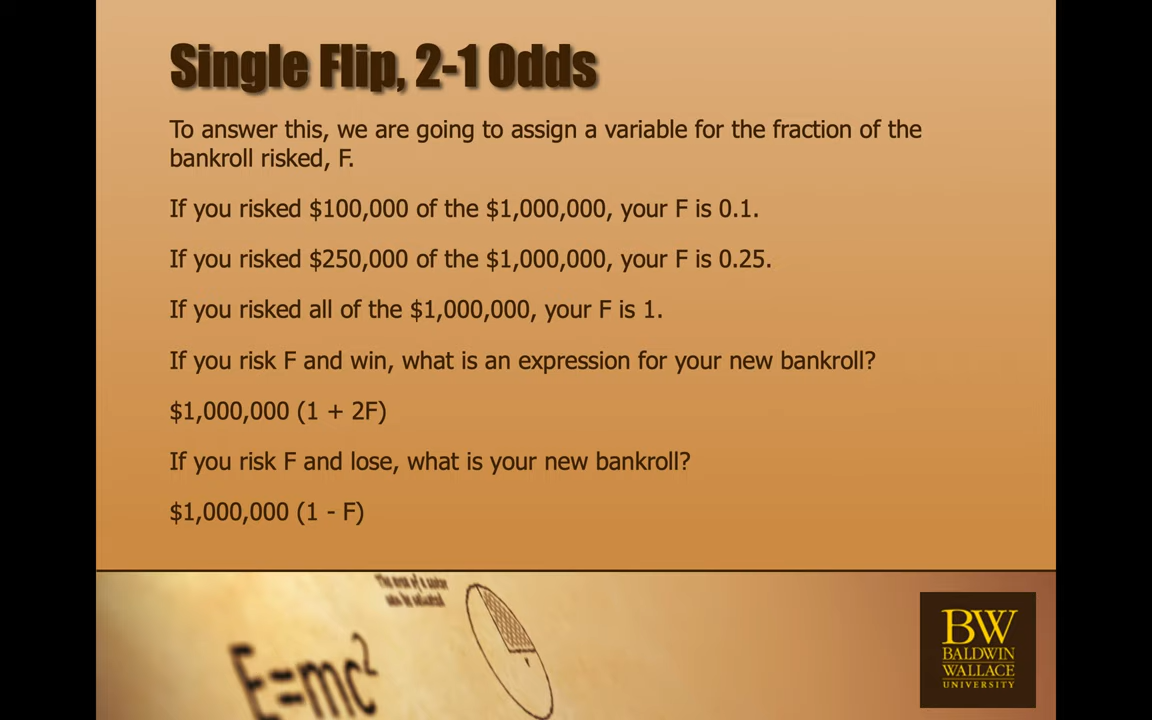 Single Flip, 2-1 Odds
To answer this, we are going to assign a variable for the fraction of the
bankroll risked, F.
If you risked $100,000 of the $1,000,000, your F is 0.1.
If you risked $250,000 of the $1,000,000, your F is 0.25.
If you risked all of the $1,000,000, your F is 1.
If you risk F and win, what is an expression for your new bankroll?
$1,000,000 (1 + 2F)
If you risk F and lose, what is your new bankroll?
$1,000,000 (1 - F)
E=mc²
BW
BALDWIN
WALLACE
UNIVERSITY